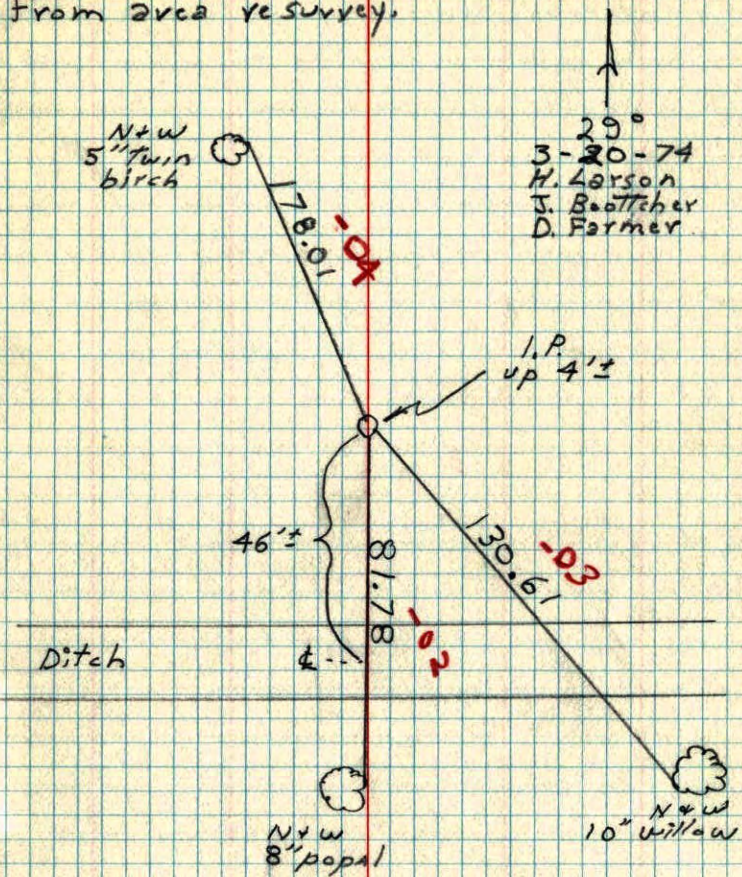 from area resurvey.
N & W
5" twin
birch
29°
3-20-74
H. Larson
J. Boettcher
D. Farmer
178.01
-04
I.P.
up 4'±
46'±
81.78
-02
130.61
-03
Ditch
℄
N & W
8" popal
N & W
10" willow